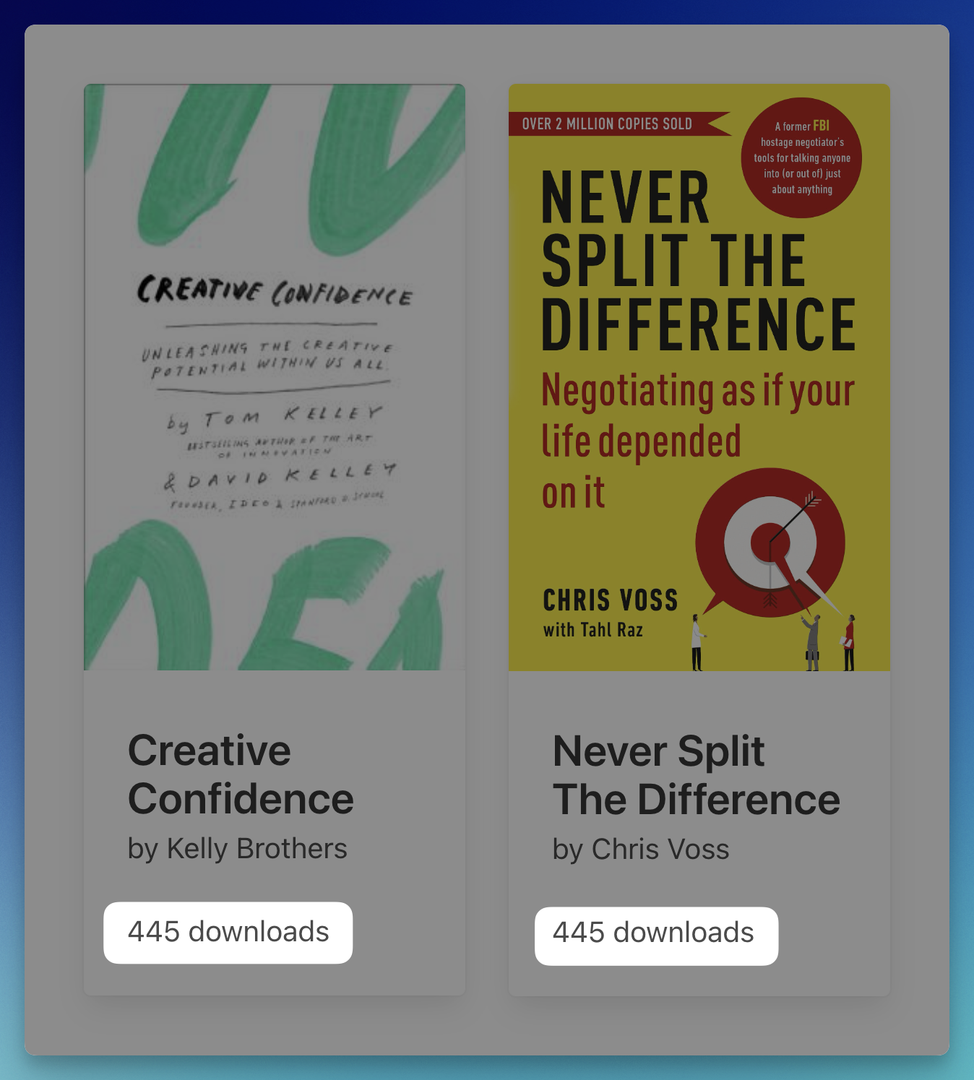 CREATIVE CONFIDENCE
UNLEASHING THE CREATIVE
POTENTIAL WITHIN US ALL.
by TOM KELLEY
BESTSELLING AUTHOR OF THE ART
OF INNOVATION
& DAVID KELLEY
FOUNDER, IDEO & STANFORD D.SCHOOL
Creative
Confidence
by Kelly Brothers
445 downloads
OVER 2 MILLION COPIES SOLD
A former FBI
hostage negotiator's
tools for talking anyone
into (or out of) just
about anything
NEVER
SPLIT THE
DIFFERENCE
Negotiating as if your
life depended
on it
CHRIS VOSS
with Tahl Raz
Never Split
The Difference
by Chris Voss
445 downloads